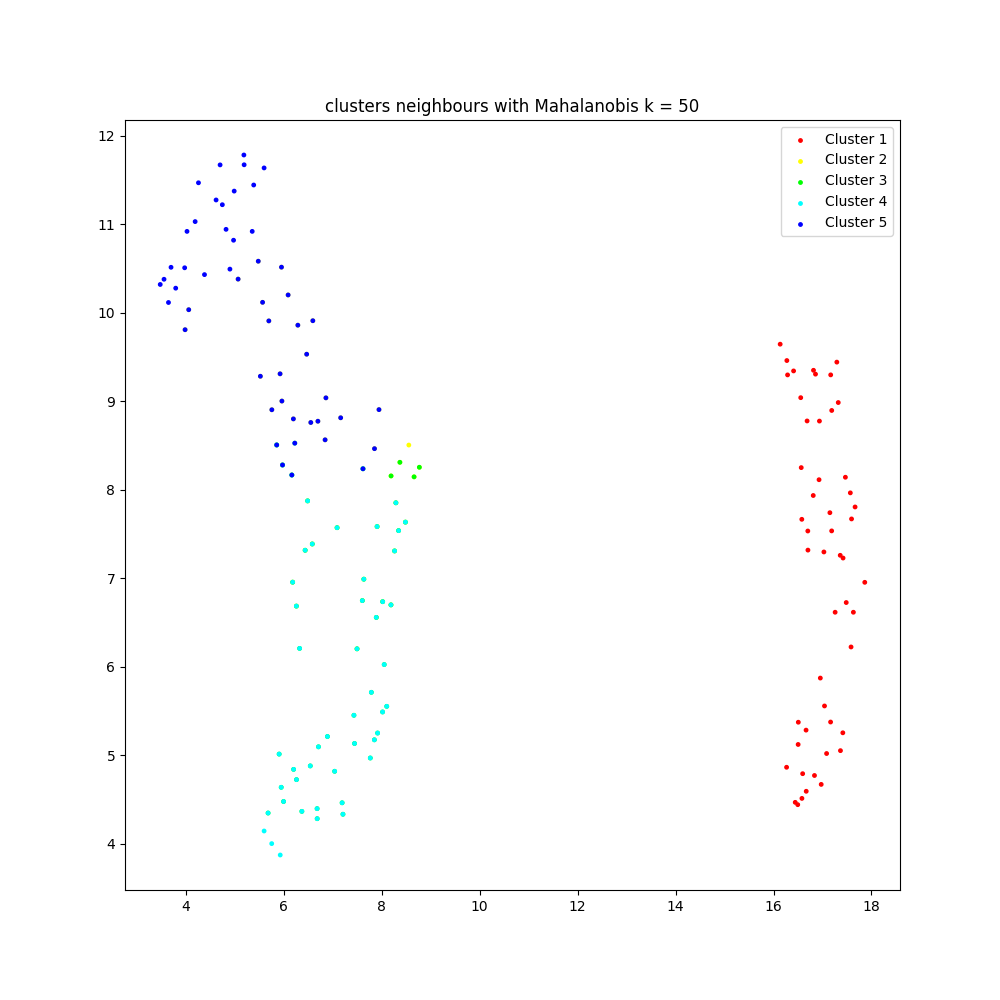 clusters neighbours with Mahalanobis k = 50
12
11
10
9
8
7
6
5
4
Cluster 1
Cluster 2
Cluster 3
Cluster 4
Cluster 5
4 6 8 10 12 14 16 18